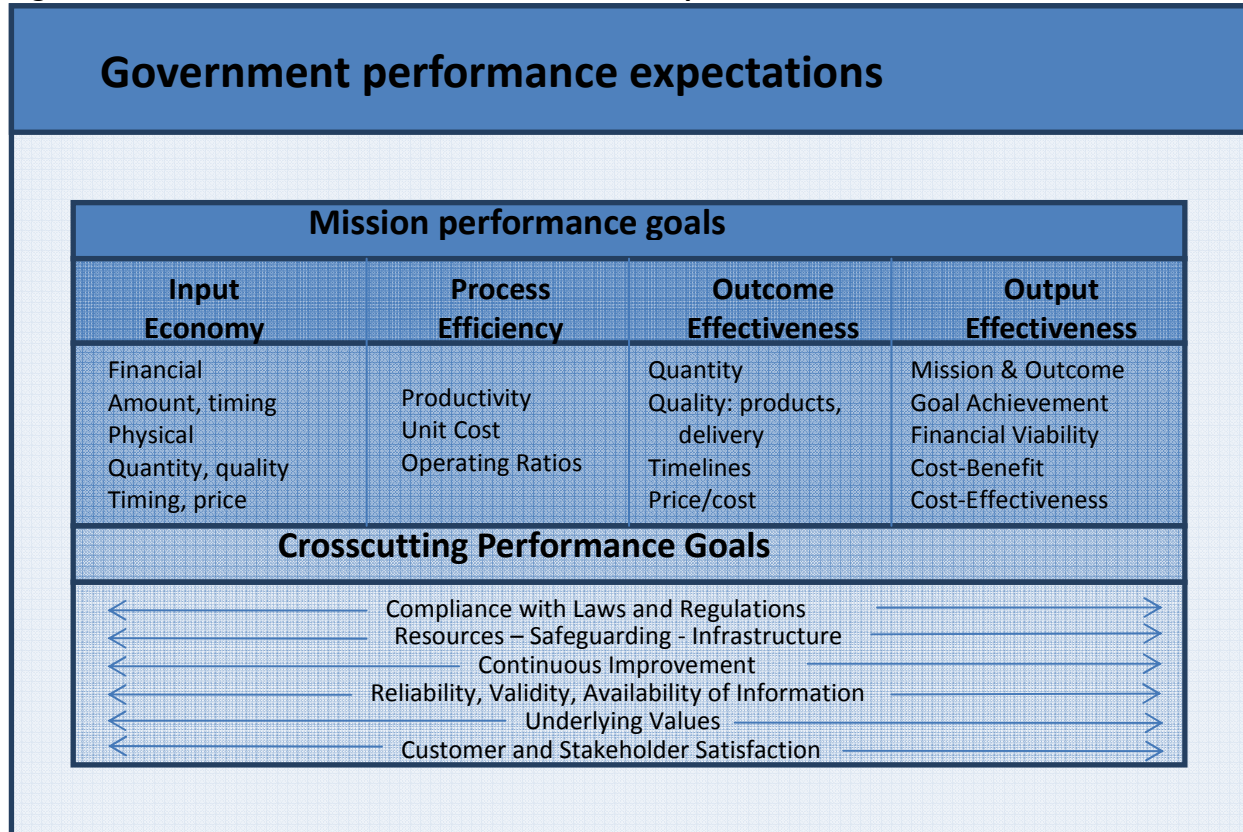 Government performance expectations
Mission performance goals
Input
Economy
Process
Efficiency
Outcome
Effectiveness
Output
Effectiveness
Financial
Amount, timing
Physical
Quantity, quality
Timing, price
Productivity
Unit Cost
Operating Ratios
Quantity
Quality: products,
delivery
Timelines
Price/cost
Mission & Outcome
Goal Achievement
Financial Viability
Cost-Benefit
Cost-Effectiveness
Crosscutting Performance Goals
Compliance with Laws and Regulations
Resources – Safeguarding - Infrastructure
Continuous Improvement
Reliability, Validity, Availability of Information
Underlying Values
Customer and Stakeholder Satisfaction